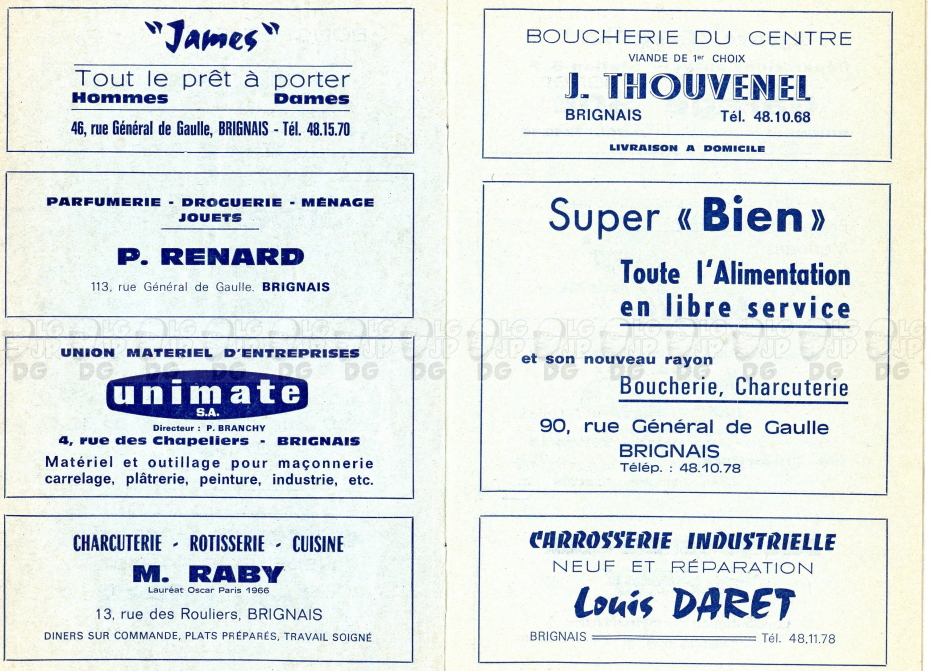 "James"
Tout le prêt à porter
Hommes Dames
46, rue Général de Gaulle, BRIGNAIS - Tél. 48.15.70
PARFUMERIE - DROGUERIE - MÉNAGE
JOUETS
P. RENARD
113, rue Général de Gaulle. BRIGNAIS
UNION MATERIEL D'ENTREPRISES
unimate
S.A.
Directeur : P. BRANCHY
4, rue des Chapeliers - BRIGNAIS
Matériel et outillage pour maçonnerie
carrelage, plâtrerie, peinture, industrie, etc.
CHARCUTERIE - ROTISSERIE - CUISINE
M. RABY
Lauréat Oscar Paris 1966
13, rue des Rouliers, BRIGNAIS
DINERS SUR COMMANDE, PLATS PRÉPARÉS, TRAVAIL SOIGNÉ
BOUCHERIE DU CENTRE
VIANDE DE 1er CHOIX
J. THOUVENEL
BRIGNAIS Tél. 48.10.68
LIVRAISON A DOMICILE
Super « Bien »
Toute l'Alimentation
en libre service
et son nouveau rayon
Boucherie, Charcuterie
90, rue Général de Gaulle
BRIGNAIS
Télép. : 48.10.78
CARROSSERIE INDUSTRIELLE
NEUF ET RÉPARATION
Louis DARET
BRIGNAIS Tél. 48.11.78